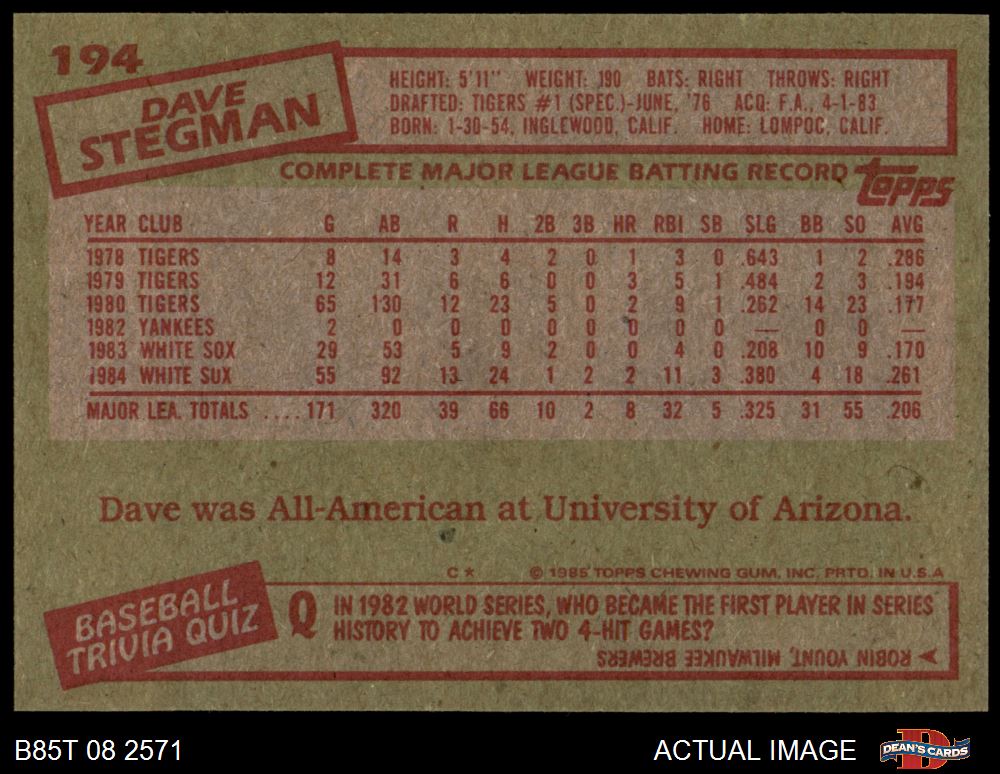 194
DAVE
STEGMAN
HEIGHT: 5'11" WEIGHT: 190 BATS: RIGHT THROWS: RIGHT
DRAFTED: TIGERS #1 (SPEC.)-JUNE, '76 ACQ: F.A., 4-1-83
BORN: 1-30-54, INGLEWOOD, CALIF. HOME: LOMPOC, CALIF.
COMPLETE MAJOR LEAGUE BATTING RECORD topps
YEAR CLUB G AB R H 2B 3B HR RBI SB SLG BB SO AVG
1978 TIGERS 8 14 3 4 2 0 1 3 0 .643 1 2 .286
1979 TIGERS 12 31 6 6 0 0 3 5 1 .484 2 3 .194
1980 TIGERS 65 130 12 23 5 0 2 9 1 .262 14 23 .177
1982 YANKEES 2 0 0 0 0 0 0 0 0 — 0 0 —
1983 WHITE SOX 29 53 5 9 2 0 0 4 0 .208 10 9 .170
1984 WHITE SOX 55 92 13 24 1 2 2 11 3 .380 4 18 .261
MAJOR LEA. TOTALS ....171 320 39 66 10 2 8 32 5 .325 31 55 .206
Dave was All-American at University of Arizona.
C* © 1985 TOPPS CHEWING GUM, INC. PRTD. IN U.S.A
BASEBALL
TRIVIA QUIZ
Q IN 1982 WORLD SERIES, WHO BECAME THE FIRST PLAYER IN SERIES
HISTORY TO ACHIEVE TWO 4-HIT GAMES?
ROBIN YOUNT, MILWAUKEE BREWERS
B85T 08 2571 ACTUAL IMAGE DEAN'S CARDS